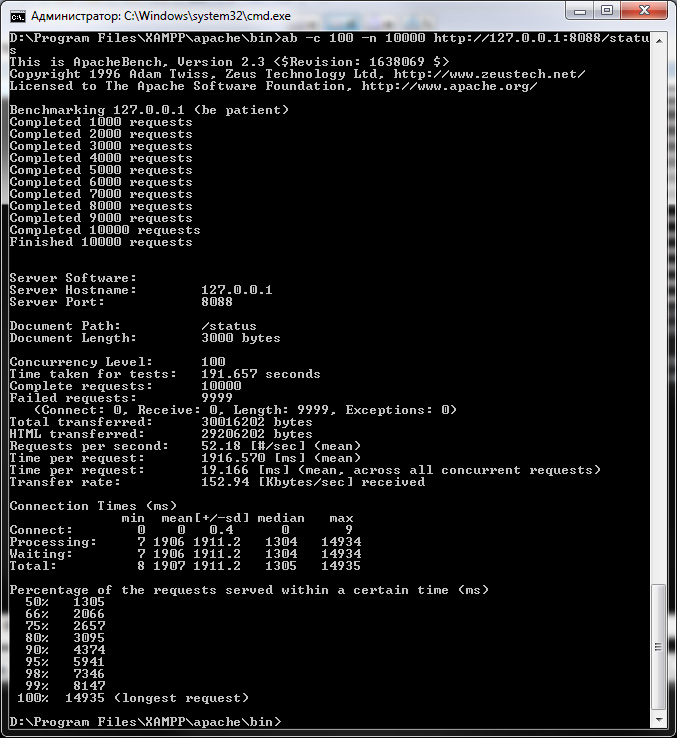 Администратор: C:\Windows\system32\cmd.exe
D:\Program Files\XAMPP\apache\bin>ab -c 100 -n 10000 http://127.0.0.1:8088/statu
s
This is ApacheBench, Version 2.3 <$Revision: 1638069 $>
Copyright 1996 Adam Twiss, Zeus Technology Ltd, http://www.zeustech.net/
Licensed to The Apache Software Foundation, http://www.apache.org/

Benchmarking 127.0.0.1 (be patient)
Completed 1000 requests
Completed 2000 requests
Completed 3000 requests
Completed 4000 requests
Completed 5000 requests
Completed 6000 requests
Completed 7000 requests
Completed 8000 requests
Completed 9000 requests
Completed 10000 requests
Finished 10000 requests


Server Software:
Server Hostname:        127.0.0.1
Server Port:            8088

Document Path:          /status
Document Length:        3000 bytes

Concurrency Level:      100
Time taken for tests:   191.657 seconds
Complete requests:      10000
Failed requests:        9999
   (Connect: 0, Receive: 0, Length: 9999, Exceptions: 0)
Total transferred:      30016202 bytes
HTML transferred:       29206202 bytes
Requests per second:    52.18 [#/sec] (mean)
Time per request:       1916.570 [ms] (mean)
Time per request:       19.166 [ms] (mean, across all concurrent requests)
Transfer rate:          152.94 [Kbytes/sec] received

Connection Times (ms)
              min  mean[+/-sd] median   max
Connect:        0    0   0.4      0       9
Processing:     7 1906 1911.2   1304   14934
Waiting:        7 1906 1911.2   1304   14934
Total:          8 1907 1911.2   1305   14935

Percentage of the requests served within a certain time (ms)
  50%   1305
  66%   2066
  75%   2657
  80%   3095
  90%   4374
  95%   5941
  98%   7346
  99%   8147
 100%  14935 (longest request)

D:\Program Files\XAMPP\apache\bin>